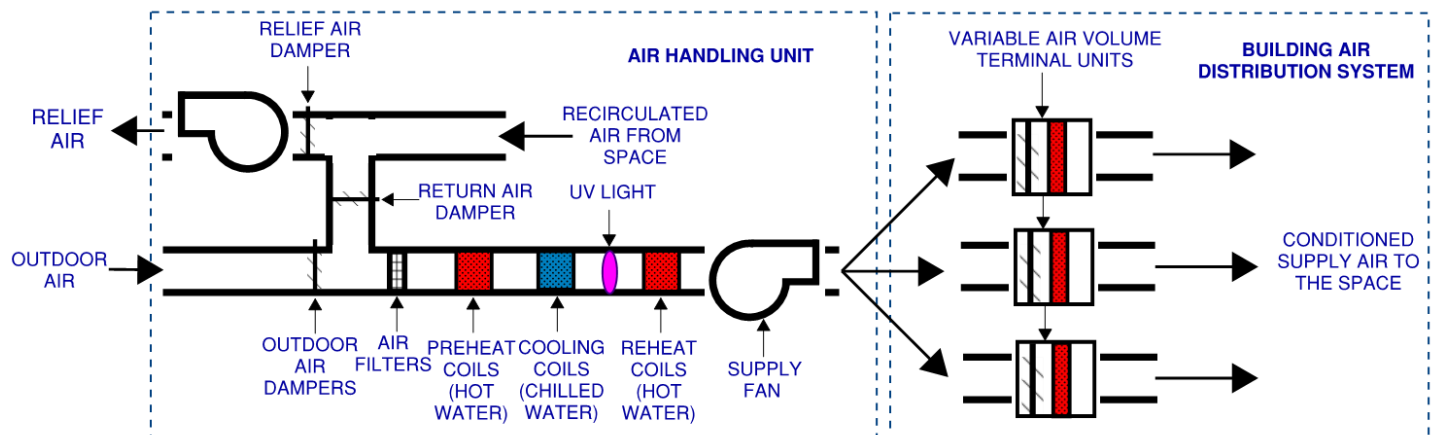 RELIEF AIR
DAMPER
AIR HANDLING UNIT
VARIABLE AIR VOLUME
TERMINAL UNITS
BUILDING AIR
DISTRIBUTION SYSTEM
RELIEF
AIR
RECIRCULATED
AIR FROM
SPACE
RETURN AIR
DAMPER
UV LIGHT
OUTDOOR
AIR
CONDITIONED
SUPPLY AIR TO
THE SPACE
OUTDOOR
AIR
DAMPERS
AIR
FILTERS
PREHEAT
COILS
(HOT
WATER)
COOLING
COILS
(CHILLED
WATER)
REHEAT
COILS
(HOT
WATER)
SUPPLY
FAN